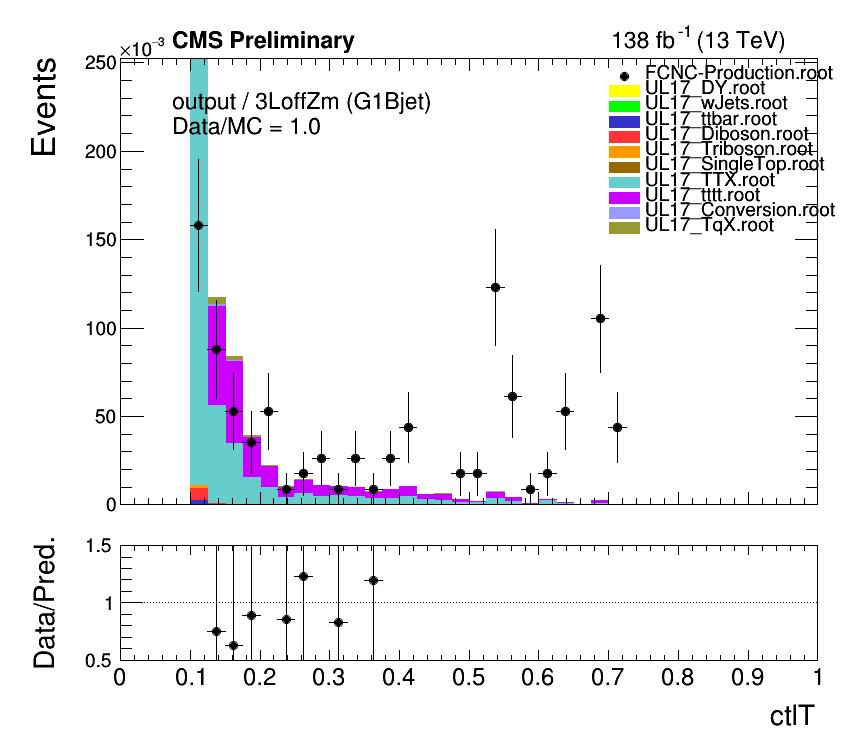 ×10⁻³ CMS Preliminary 138 fb⁻¹ (13 TeV)
Events
output / 3LoffZm (G1Bjet)
Data/MC = 1.0
FCNC-Production.root
UL17_DY.root
UL17_wJets.root
UL17_ttbar.root
UL17_Diboson.root
UL17_Triboson.root
UL17_SingleTop.root
UL17_TTX.root
UL17_tttt.root
UL17_Conversion.root
UL17_TqX.root
250
200
150
100
50
0
Data/Pred.
1.5
1
0.5
0 0.1 0.2 0.3 0.4 0.5 0.6 0.7 0.8 0.9 1
ctlT